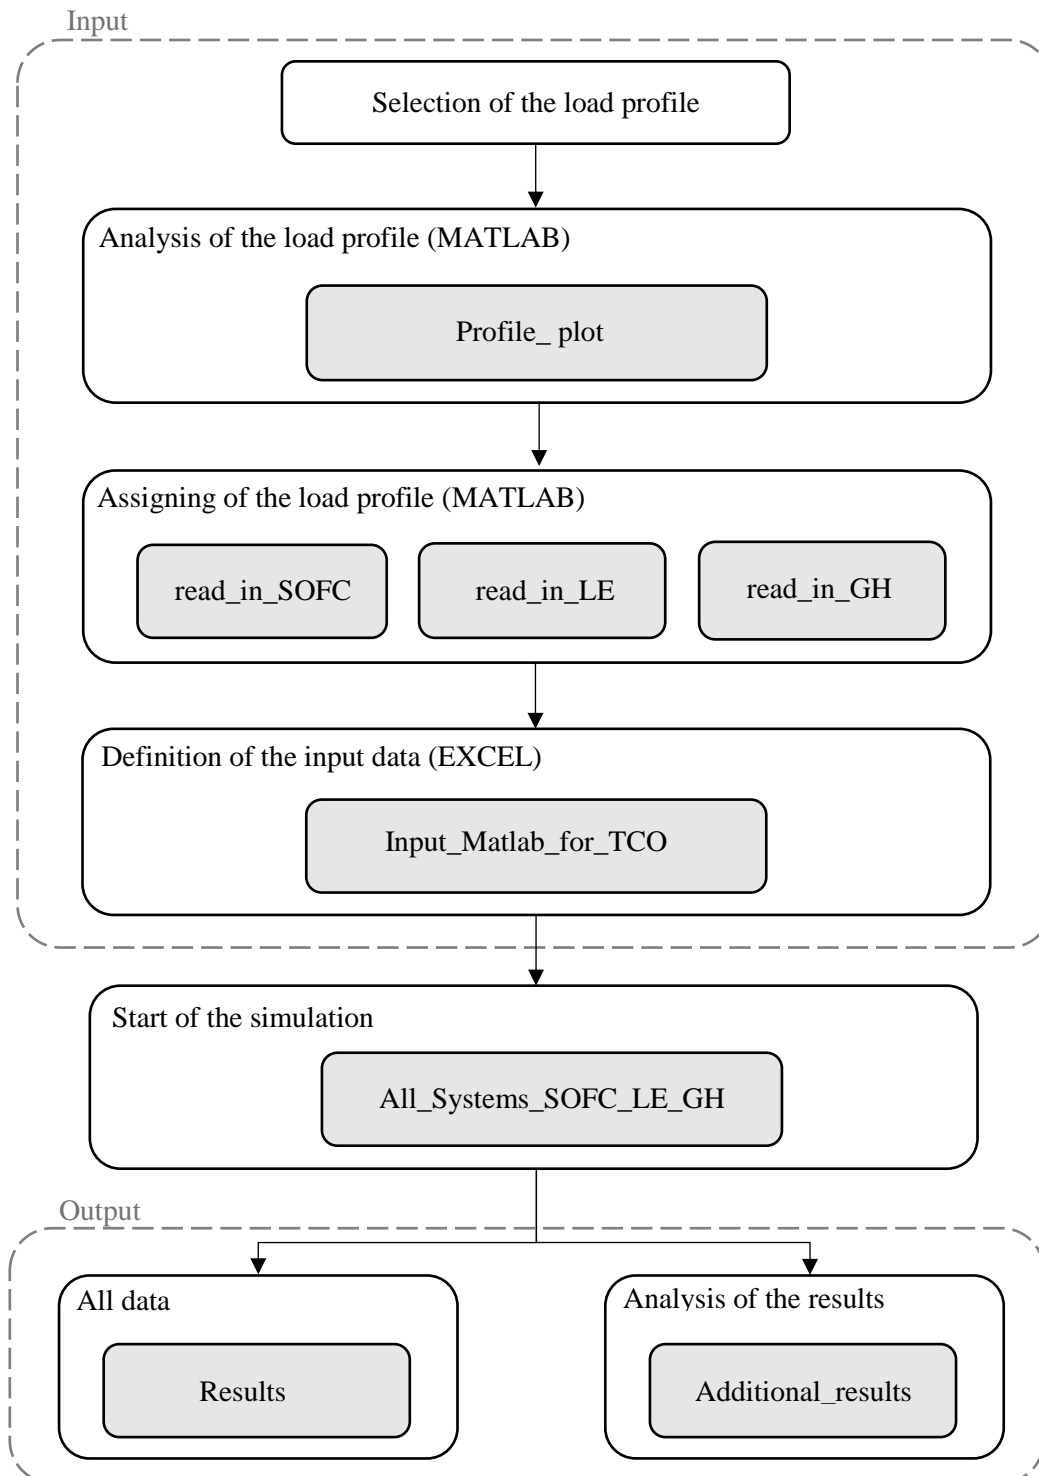 Input
Selection of the load profile
Analysis of the load profile (MATLAB)
Profile_ plot
Assigning of the load profile (MATLAB)
read_in_SOFC
read_in_LE
read_in_GH
Definition of the input data (EXCEL)
Input_Matlab_for_TCO
Start of the simulation
All_Systems_SOFC_LE_GH
Output
All data
Results
Analysis of the results
Additional_results